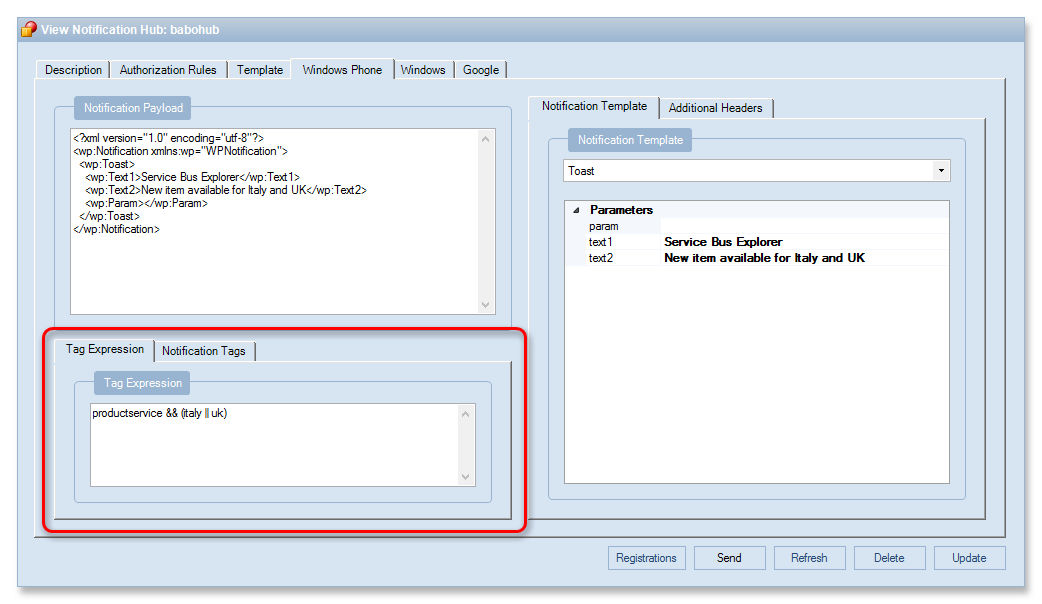 View Notification Hub: babohub
Description Authorization Rules Template Windows Phone Windows Google
Notification Payload
<?xml version="1.0" encoding="utf-8"?>
<wp:Notification xmlns:wp="WPNotification">
<wp:Toast>
<wp:Text1>Service Bus Explorer</wp:Text1>
<wp:Text2>New item available for Italy and UK</wp:Text2>
<wp:Param></wp:Param>
</wp:Toast>
</wp:Notification>
Tag Expression Notification Tags
Tag Expression
productservice && (italy || uk)
Notification Template Additional Headers
Notification Template
Toast
Parameters
param
text1 Service Bus Explorer
text2 New item available for Italy and UK
Registrations Send Refresh Delete Update